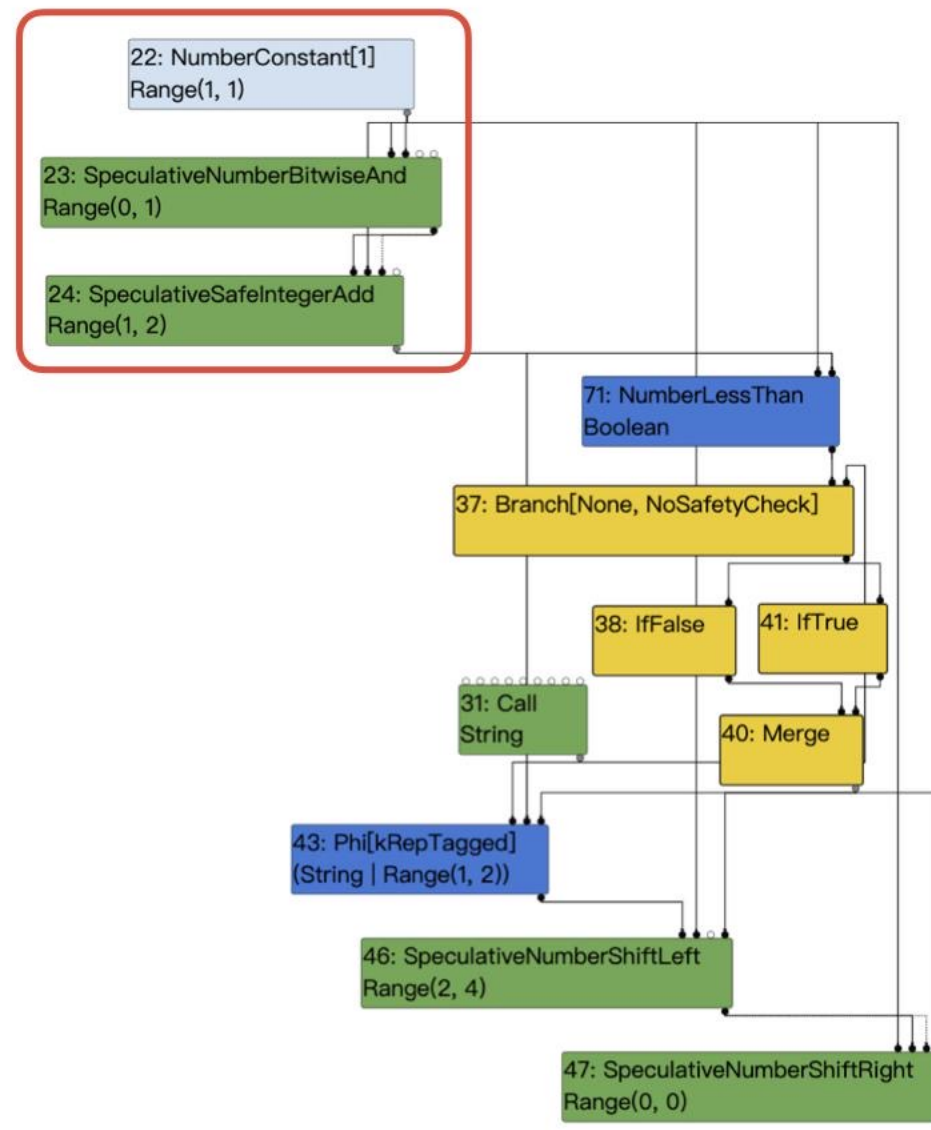 22: NumberConstant[1]
Range(1, 1)
23: SpeculativeNumberBitwiseAnd
Range(0, 1)
24: SpeculativeSafeIntegerAdd
Range(1, 2)
71: NumberLessThan
Boolean
37: Branch[None, NoSafetyCheck]
38: IfFalse
41: IfTrue
31: Call
String
40: Merge
43: Phi[kRepTagged]
(String | Range(1, 2))
46: SpeculativeNumberShiftLeft
Range(2, 4)
47: SpeculativeNumberShiftRight
Range(0, 0)